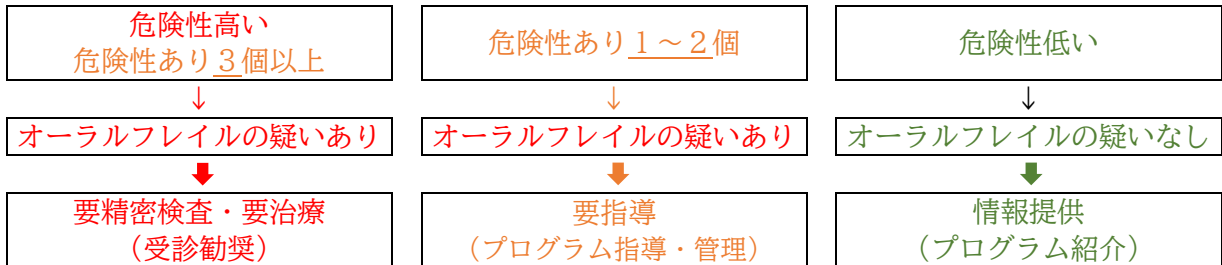 危険性高い
危険性あり３個以上
↓
オーラルフレイルの疑いあり
要精密検査・要治療
（受診勧奨）
危険性あり１～２個
↓
オーラルフレイルの疑いあり
要指導
（プログラム指導・管理）
危険性低い
↓
オーラルフレイルの疑いなし
情報提供
（プログラム紹介）